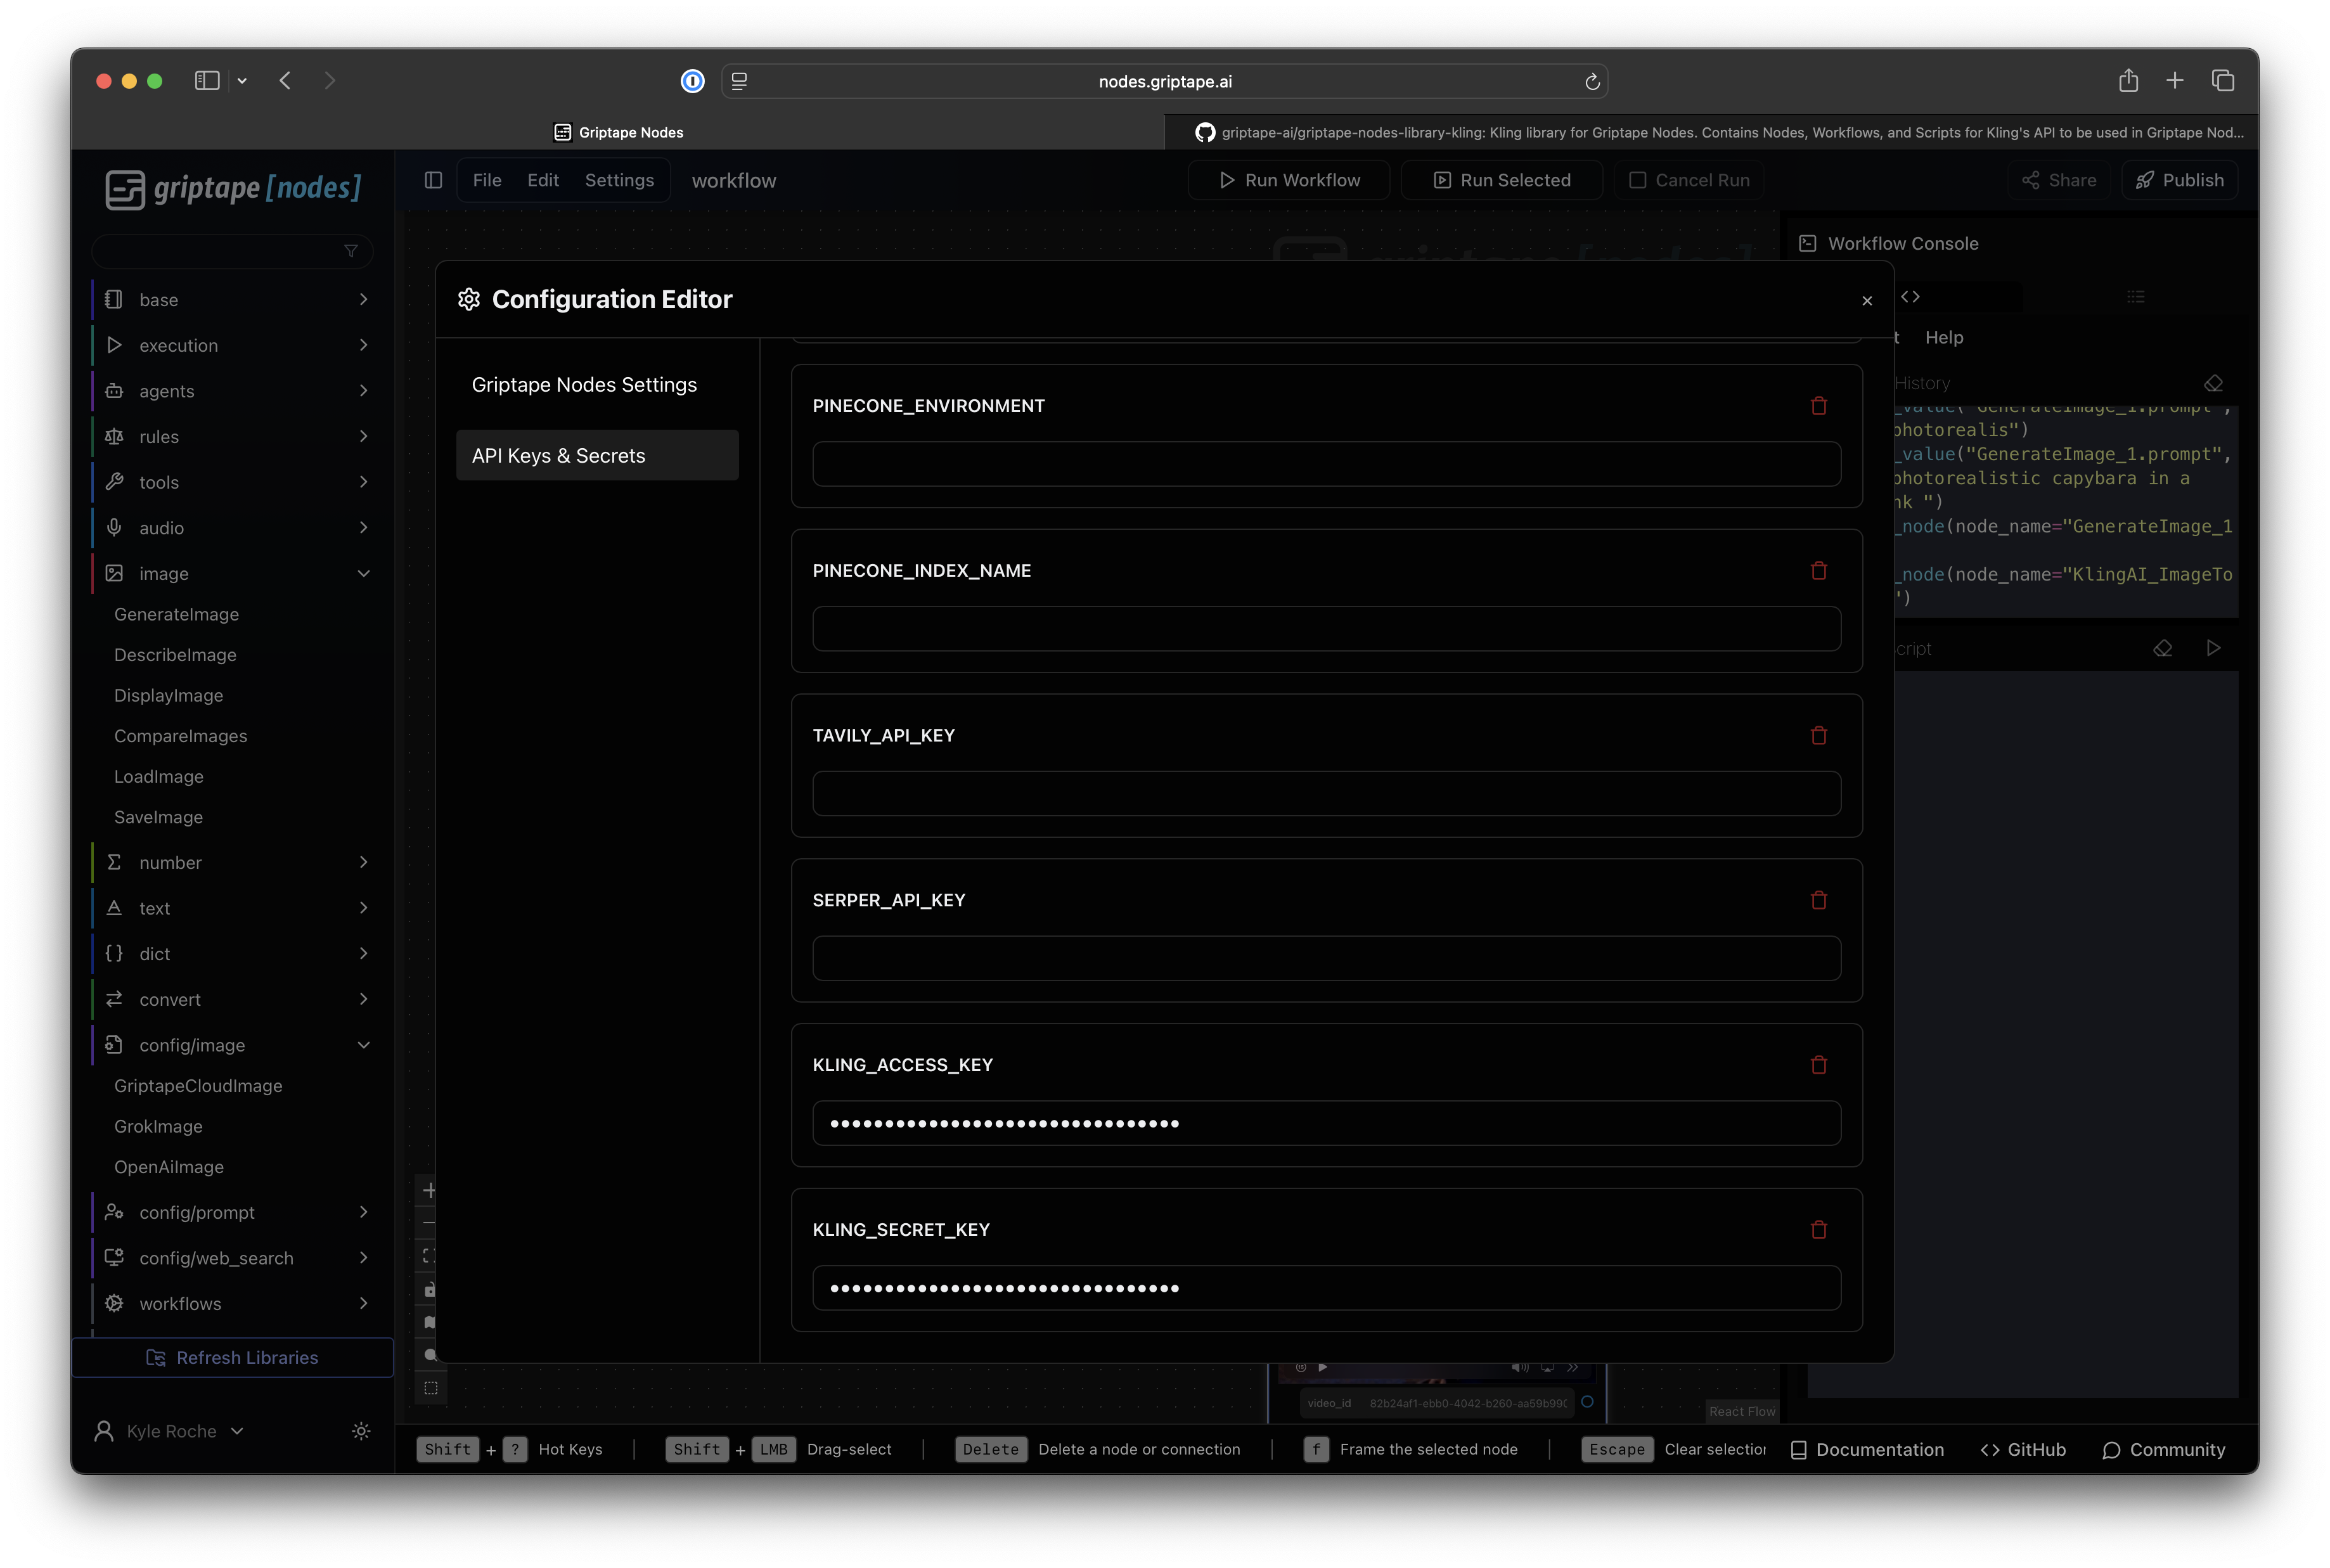 nodes.griptape.ai
Griptape Nodes
griptape-ai/griptape-nodes-library-kling: Kling library for Griptape Nodes. Contains Nodes, Workflows, and Scripts for Kling's API to be used in Griptape Nod...
griptape [nodes]
File Edit Settings workflow
Run Workflow Run Selected Cancel Run
Share Publish
base
execution
agents
rules
tools
audio
image
GenerateImage
DescribeImage
DisplayImage
CompareImages
LoadImage
SaveImage
number
text
dict
convert
config/image
GriptapeCloudImage
GrokImage
OpenAiImage
config/prompt
config/web_search
workflows
Refresh Libraries
Kyle Roche
Configuration Editor
Griptape Nodes Settings
API Keys & Secrets
PINECONE_ENVIRONMENT
PINECONE_INDEX_NAME
TAVILY_API_KEY
SERPER_API_KEY
KLING_ACCESS_KEY
KLING_SECRET_KEY
Workflow Console
t Help
History
_value("GenerateImage_1.prompt",
photorealis")
_value("GenerateImage_1.prompt",
photorealistic capybara in a
nk ")
_node(node_name="GenerateImage_1
_node(node_name="KlingAI_ImageTo
")
cript
video_id 82b24af1-ebb0-4042-b260-aa59b990
React Flow
Shift + ? Hot Keys | Shift + LMB Drag-select | Delete Delete a node or connection | f Frame the selected node | Escape Clear selection
Documentation GitHub Community